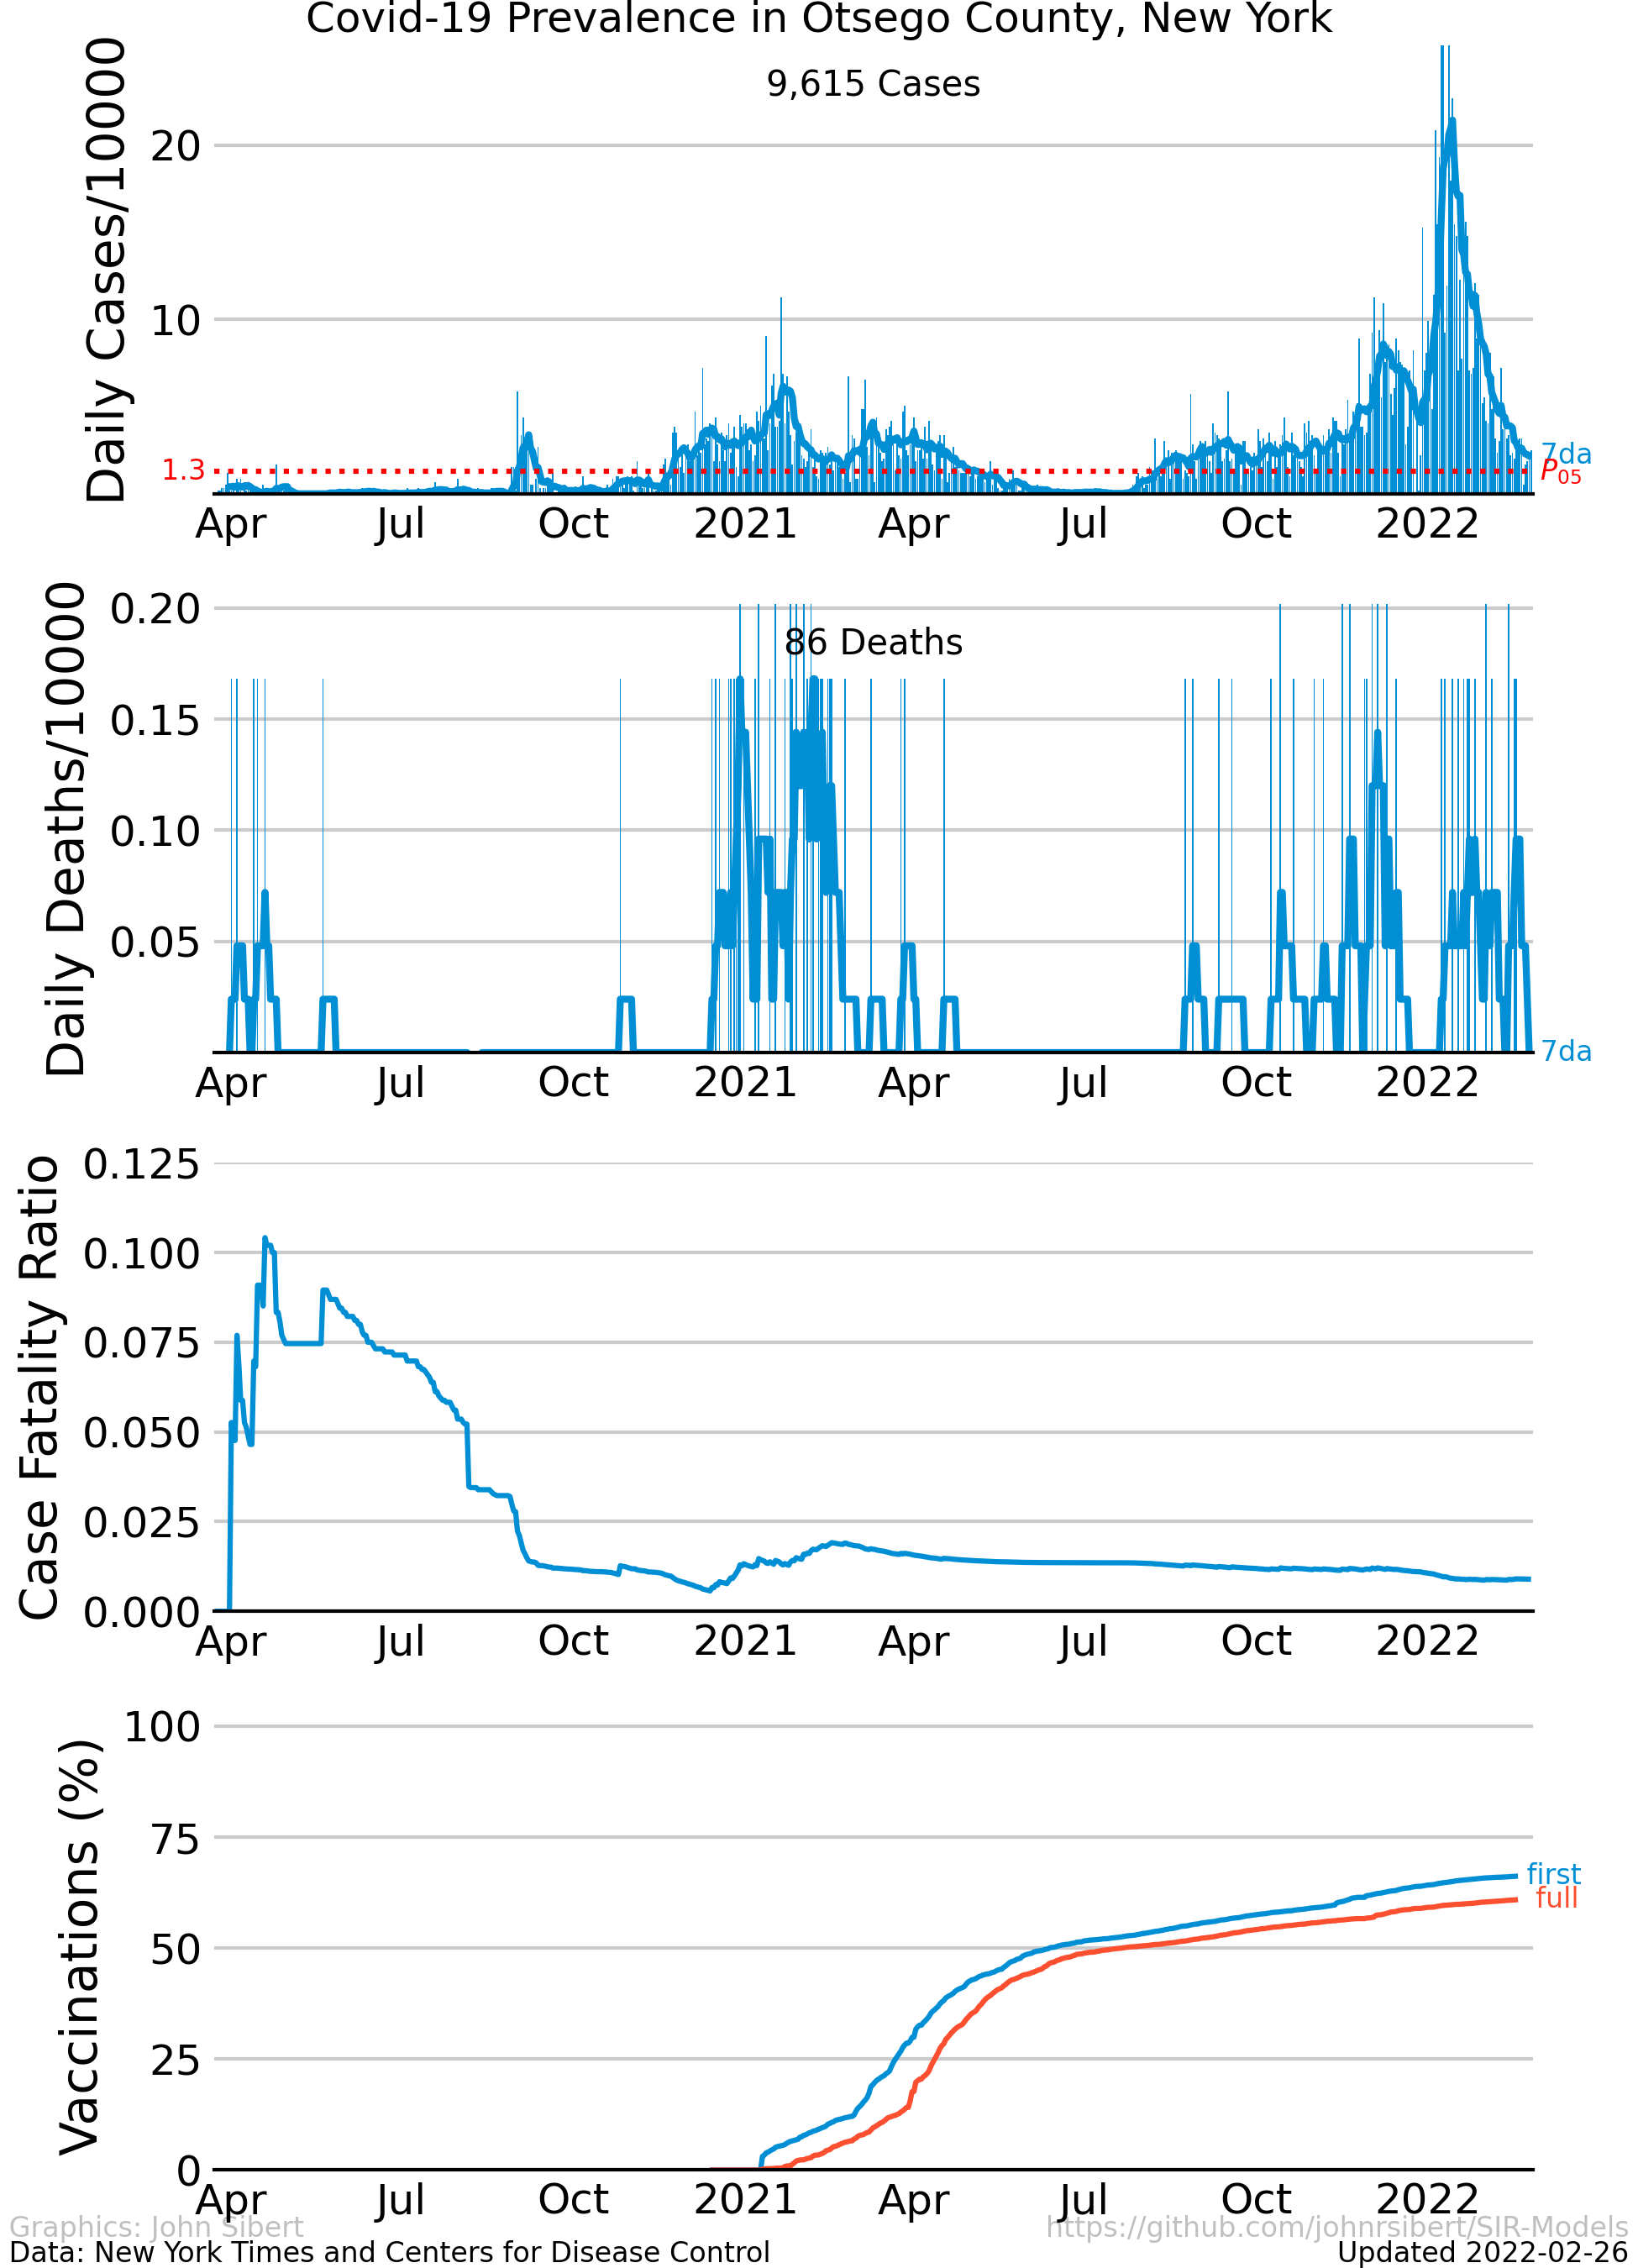 Covid-19 Prevalence in Otsego County, New York
9,615 Cases
Daily Cases/10000
20
10
1.3
7da
P05
Apr Jul Oct 2021 Apr Jul Oct 2022
86 Deaths
Daily Deaths/10000
0.20
0.15
0.10
0.05
7da
Apr Jul Oct 2021 Apr Jul Oct 2022
Case Fatality Ratio
0.125
0.100
0.075
0.050
0.025
0.000
Apr Jul Oct 2021 Apr Jul Oct 2022
Vaccinations (%)
100
75
50
25
0
first
full
Apr Jul Oct 2021 Apr Jul Oct 2022
Graphics: John Sibert https://github.com/johnrsibert/SIR-Models
Data: New York Times and Centers for Disease Control Updated 2022-02-26